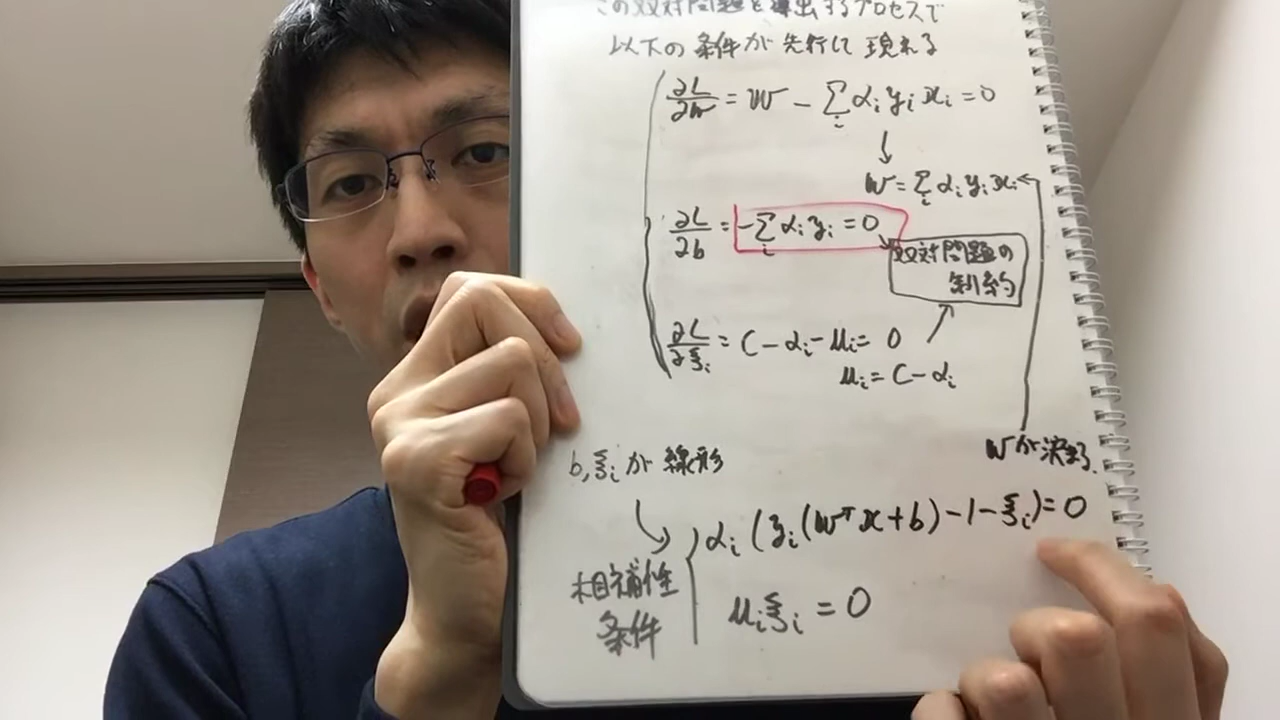 この双対問題を導出するプロセスで
以下の条件が先行して現れる
∂L/∂w = w − Σ_i α_i y_i x_i = 0
↓
w = Σ_i α_i y_i x_i
∂L/∂b = −Σ_i α_i y_i = 0
双対問題の
制約
∂L/∂ξ_i = C − α_i − μ_i = 0
μ_i = C − α_i
b, ξ_i が線形
wが決まる.
α_i (y_i (w^T x + b) − 1 − ξ_i) = 0
相補性
条件
μ_i ξ_i = 0